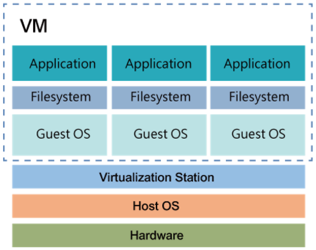 VM
Application Application Application
Filesystem Filesystem Filesystem
Guest OS Guest OS Guest OS
Virtualization Station
Host OS
Hardware